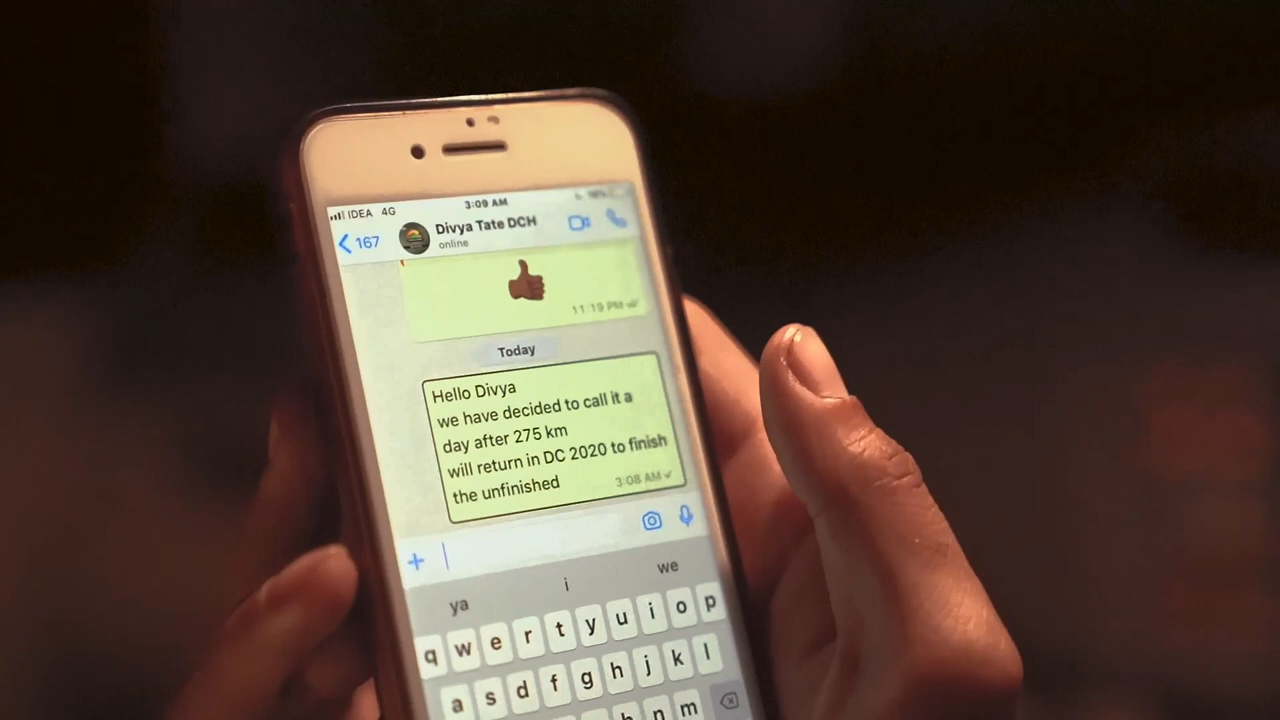 IDEA 4G 3:09 AM
167 Divya Tate DCH
online
11:19 PM
Today
Hello Divya
we have decided to call it a
day after 275 km
will return in DC 2020 to finish
the unfinished 3:08 AM
ya i we
q w e r t y u i o p
a s d f g h j k l
b n m